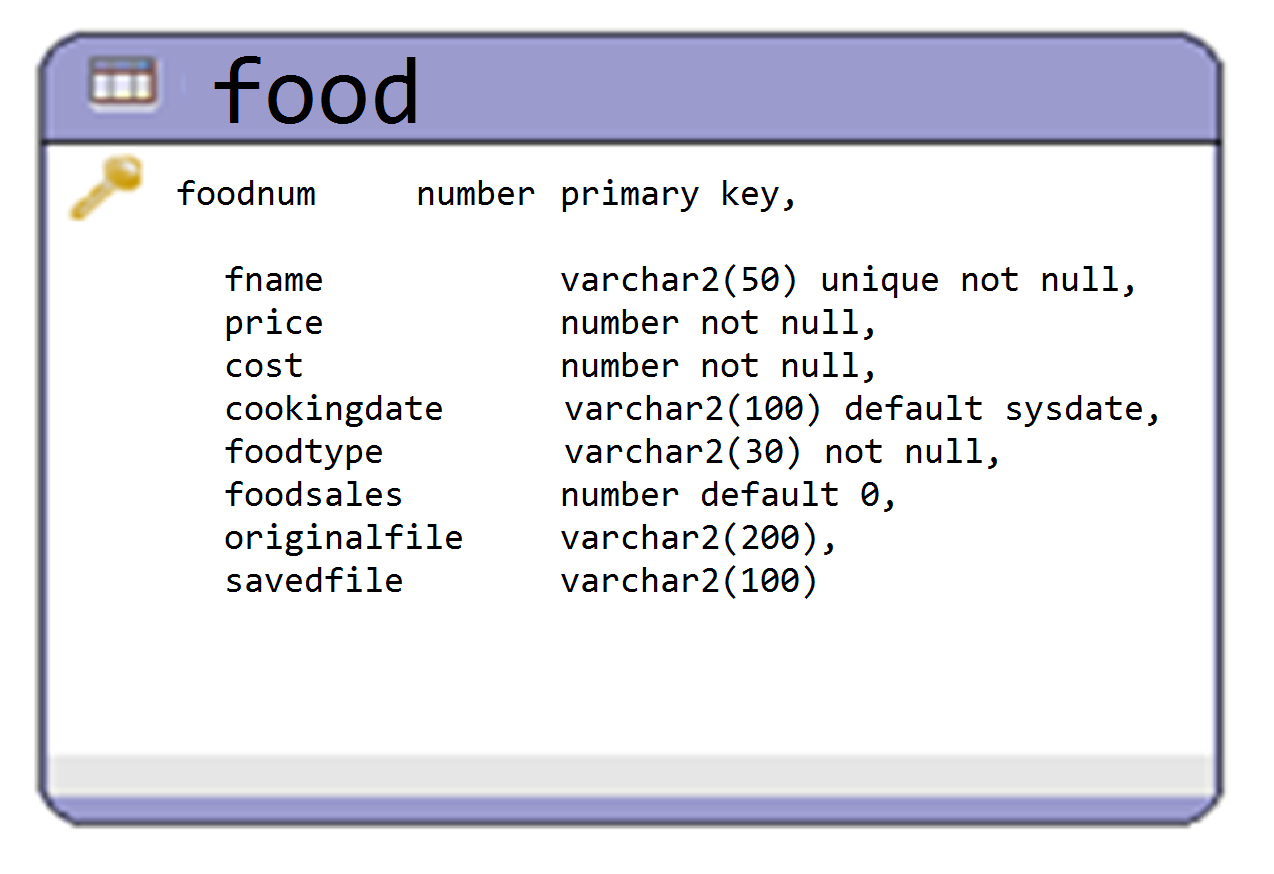 food
foodnum number primary key,
fname varchar2(50) unique not null,
price number not null,
cost number not null,
cookingdate varchar2(100) default sysdate,
foodtype varchar2(30) not null,
foodsales number default 0,
originalfile varchar2(200),
savedfile varchar2(100)